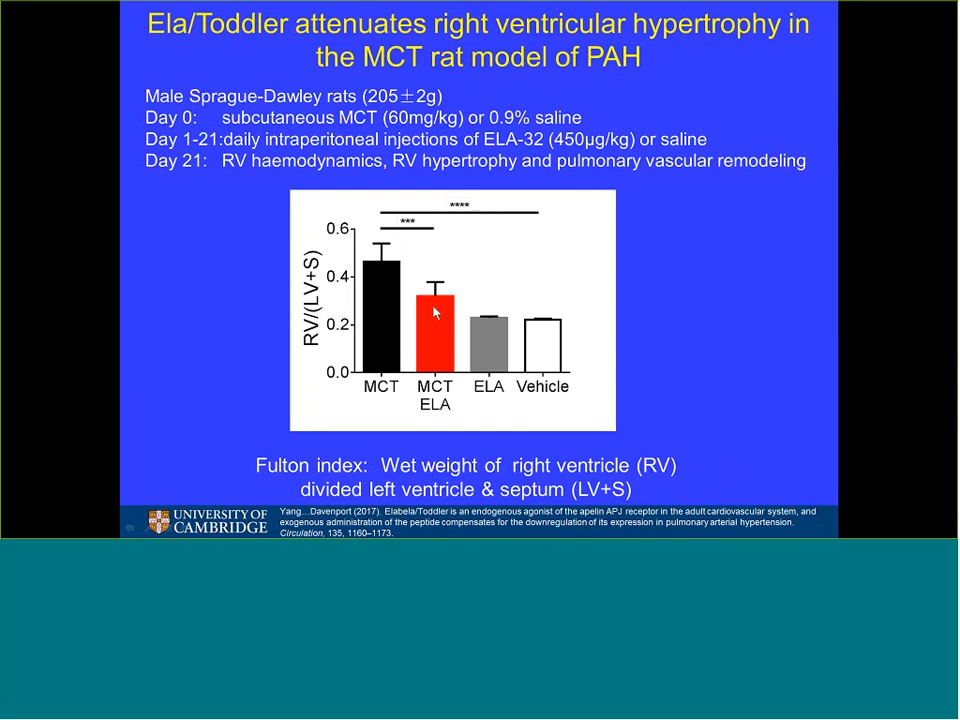 Ela/Toddler attenuates right ventricular hypertrophy in
the MCT rat model of PAH
Male Sprague-Dawley rats (205±2g)
Day 0: subcutaneous MCT (60mg/kg) or 0.9% saline
Day 1-21:daily intraperitoneal injections of ELA-32 (450µg/kg) or saline
Day 21: RV haemodynamics, RV hypertrophy and pulmonary vascular remodeling
****
***
RV/(LV+S)
0.6
0.4
0.2
0.0
MCT MCT ELA Vehicle
ELA
Fulton index: Wet weight of right ventricle (RV)
divided left ventricle & septum (LV+S)
UNIVERSITY OF
CAMBRIDGE
Yang…Davenport (2017). Elabela/Toddler is an endogenous agonist of the apelin APJ receptor in the adult cardiovascular system, and
exogenous administration of the peptide compensates for the downregulation of its expression in pulmonary arterial hypertension.
Circulation, 135, 1160–1173.